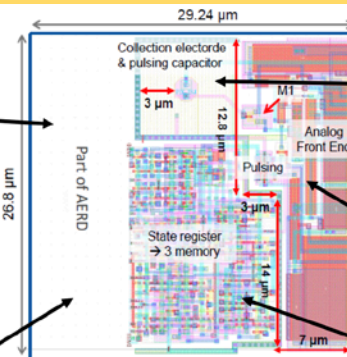 29.24 µm
Collection electorde
& pulsing capacitor
M1
3 µm
12.8 µm
Analog
Front End
26.8 µm
Part of AERD
Pulsing
3 µm
State register
→ 3 memory
14 µm
7 µm